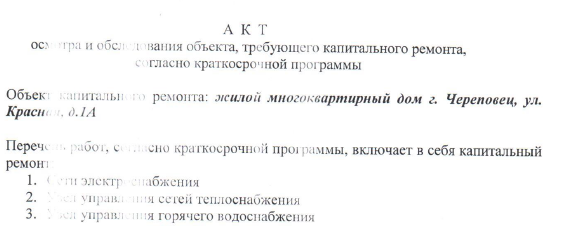 А К Т
осмотра и обследования объекта, требующего капитального ремонта,
согласно краткосрочной программы
Объект капитального ремонта: жилой многоквартирный дом г. Череповец, ул.
Красная, д.1А
Перечень работ, согласно краткосрочной программы, включает в себя капитальный
ремонт:
1. Сети электроснабжения
2. Узел управления сетей теплоснабжения
3. Узел управления горячего водоснабжения